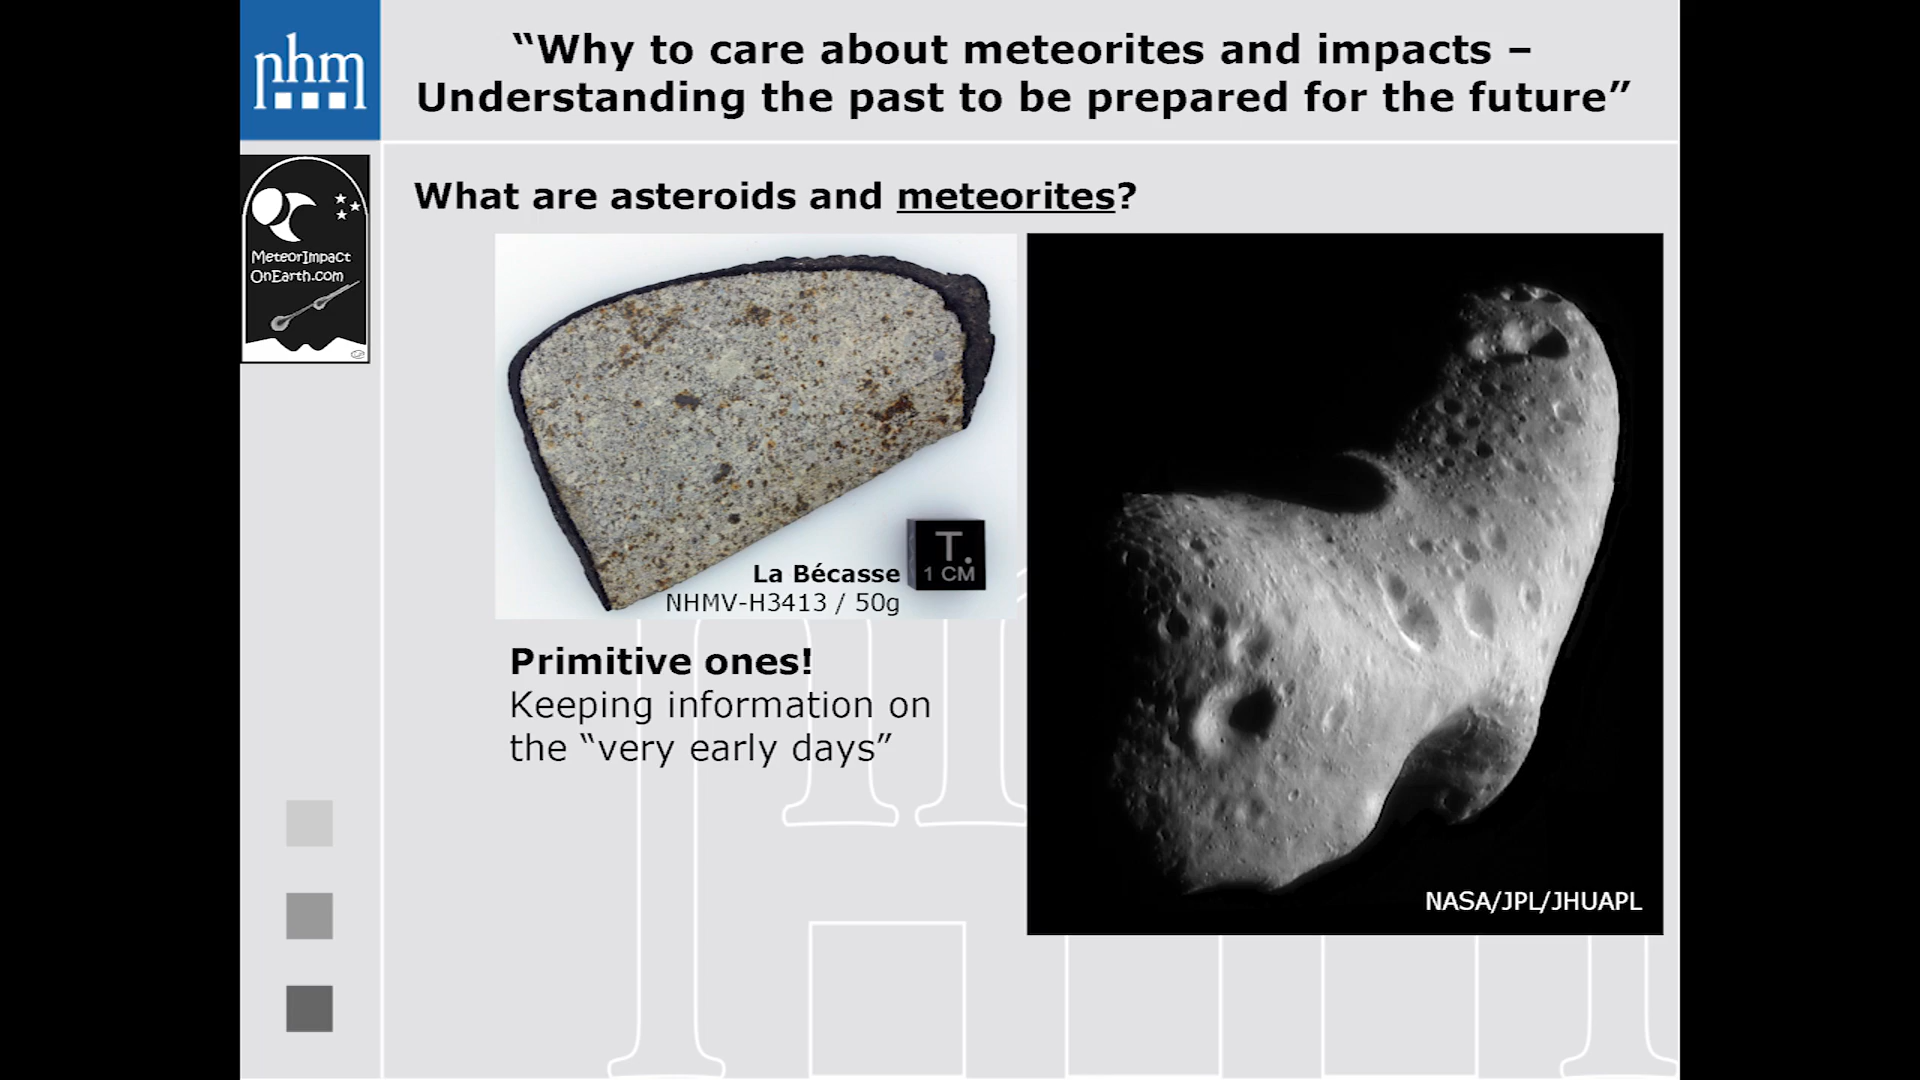 nhm
“Why to care about meteorites and impacts –
Understanding the past to be prepared for the future”
MeteorImpact
OnEarth.com
What are asteroids and meteorites?
T.
1 CM
La Bécasse
NHMV-H3413 / 50g
Primitive ones!
Keeping information on
the “very early days”
NASA/JPL/JHUAPL